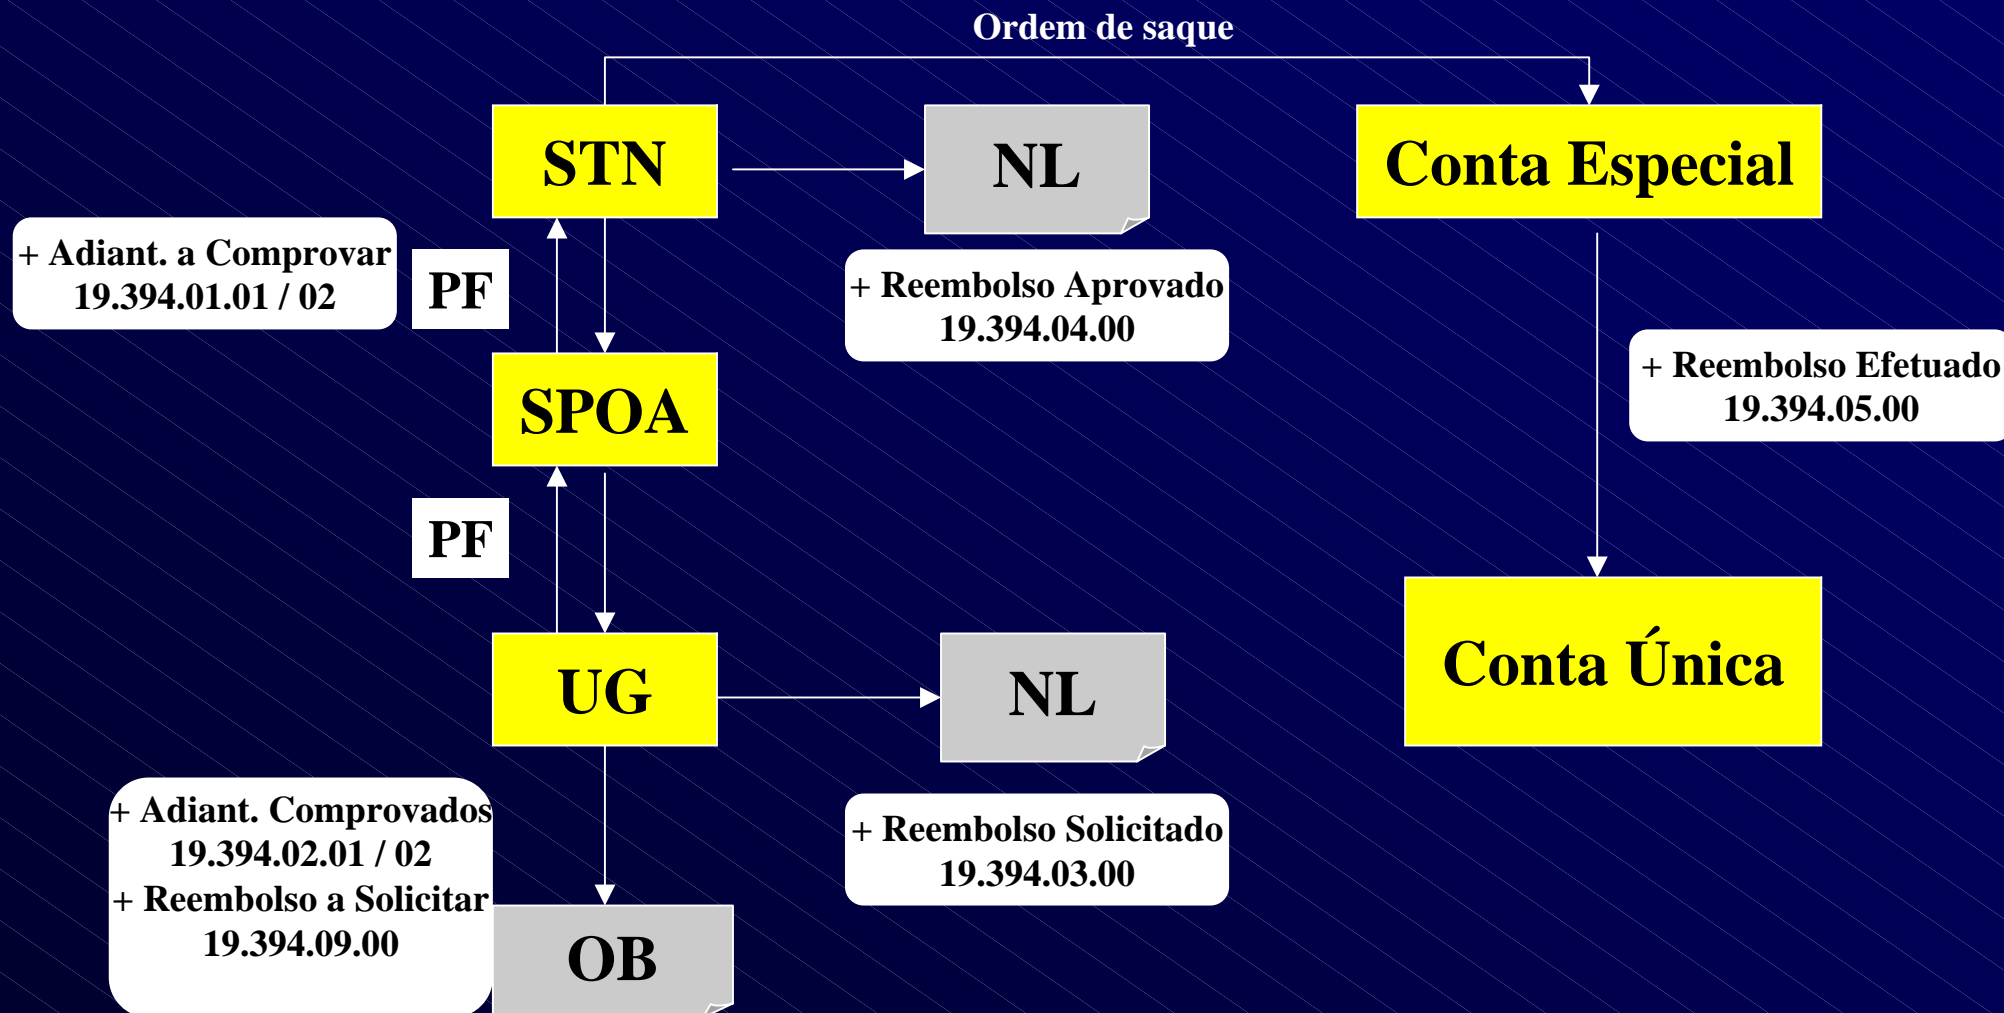 Ordem de saque
STN
NL
Conta Especial
+ Adiant. a Comprovar
19.394.01.01 / 02
PF
+ Reembolso Aprovado
19.394.04.00
+ Reembolso Efetuado
19.394.05.00
SPOA
PF
UG
NL
Conta Única
+ Adiant. Comprovados
19.394.02.01 / 02
+ Reembolso a Solicitar
19.394.09.00
+ Reembolso Solicitado
19.394.03.00
OB